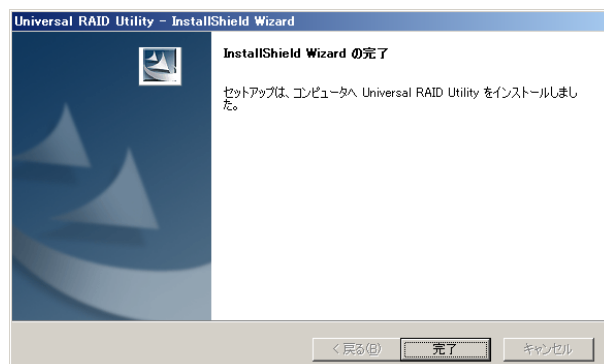 Universal RAID Utility - InstallShield Wizard
InstallShield Wizard の完了
セットアップは、コンピュータへ Universal RAID Utility をインストールしまし
た。
< 戻る(B)
完了
キャンセル